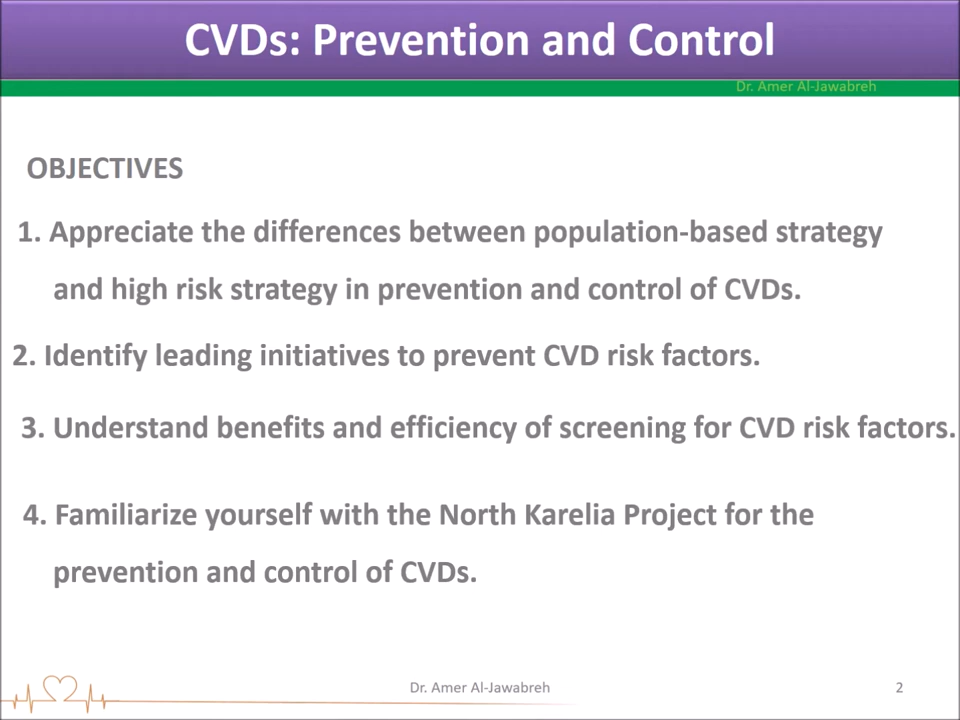 CVDs: Prevention and Control
Dr. Amer Al-Jawabreh
OBJECTIVES
1. Appreciate the differences between population-based strategy
and high risk strategy in prevention and control of CVDs.
2. Identify leading initiatives to prevent CVD risk factors.
3. Understand benefits and efficiency of screening for CVD risk factors.
4. Familiarize yourself with the North Karelia Project for the
prevention and control of CVDs.
Dr. Amer Al-Jawabreh
2